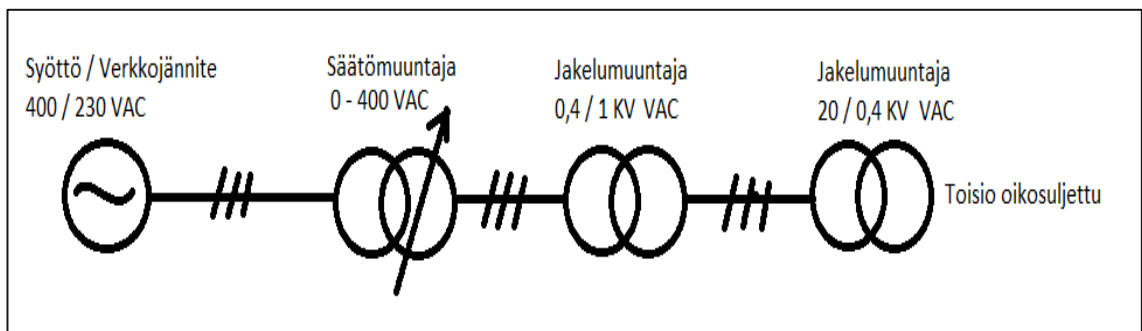 Syöttö / Verkkojännite
400 / 230 VAC
Säätömuuntaja
0 - 400 VAC
Jakelumuuntaja
0,4 / 1 KV VAC
Jakelumuuntaja
20 / 0,4 KV VAC
Toisio oikosuljettu